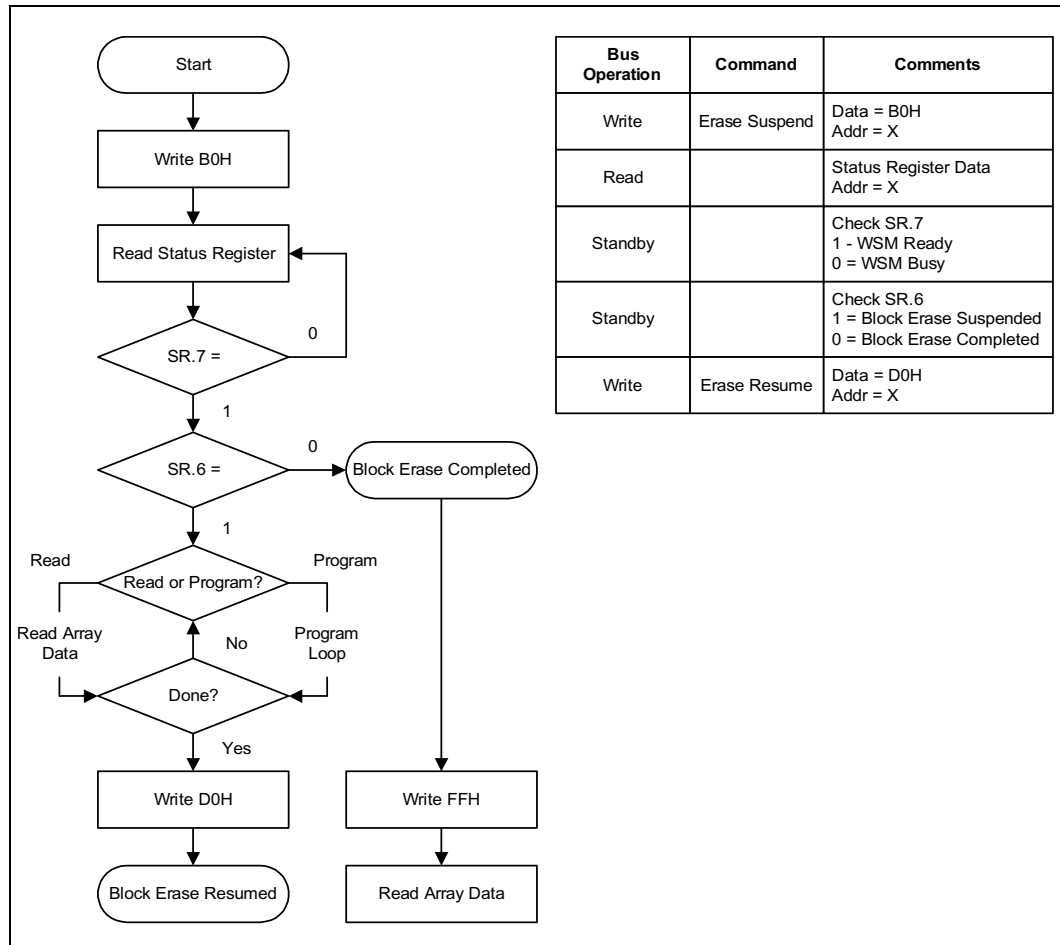 Start
Write B0H
Read Status Register
0
SR.7 =
1
0
SR.6 =
Block Erase Completed
1
Read
Program
Read or Program?
Read Array
Data
No
Program
Loop
Done?
Yes
Write D0H
Write FFH
Block Erase Resumed
Read Array Data
Bus
Operation
Command
Comments
Write
Erase Suspend
Data = B0H
Addr = X
Read
Status Register Data
Addr = X
Standby
Check SR.7
1 - WSM Ready
0 = WSM Busy
Standby
Check SR.6
1 = Block Erase Suspended
0 = Block Erase Completed
Write
Erase Resume
Data = D0H
Addr = X